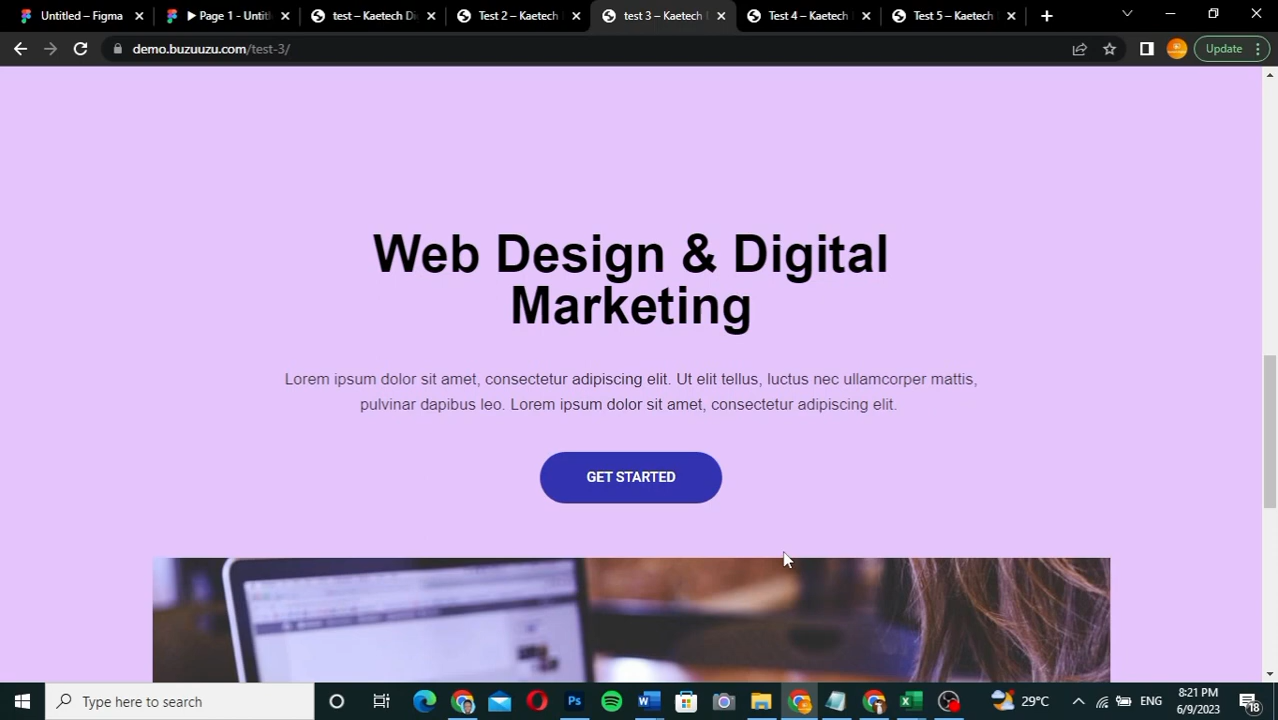 Untitled – Figma
Page 1 - Untitl
test – Kaetech Di
Test 2 – Kaetech
test 3 – Kaetech
Test 4 – Kaetech
Test 5 – Kaetech
demo.buzuuzu.com/test-3/
Update
Web Design & Digital
Marketing
Lorem ipsum dolor sit amet, consectetur adipiscing elit. Ut elit tellus, luctus nec ullamcorper mattis,
pulvinar dapibus leo. Lorem ipsum dolor sit amet, consectetur adipiscing elit.
GET STARTED
Type here to search
Ps
29°C
ENG
8:21 PM
6/9/2023
18